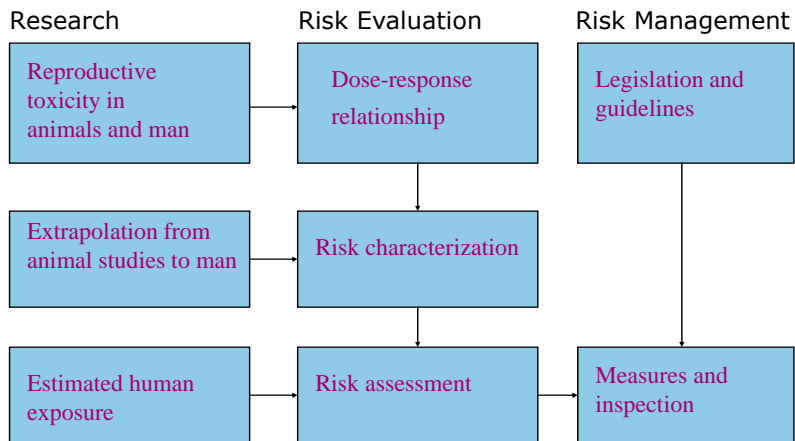 Research
Risk Evaluation
Risk Management
Reproductive
toxicity in
animals and man
Dose-response
relationship
Legislation and
guidelines
Extrapolation from
animal studies to man
Risk characterization
Estimated human
exposure
Risk assessment
Measures and
inspection